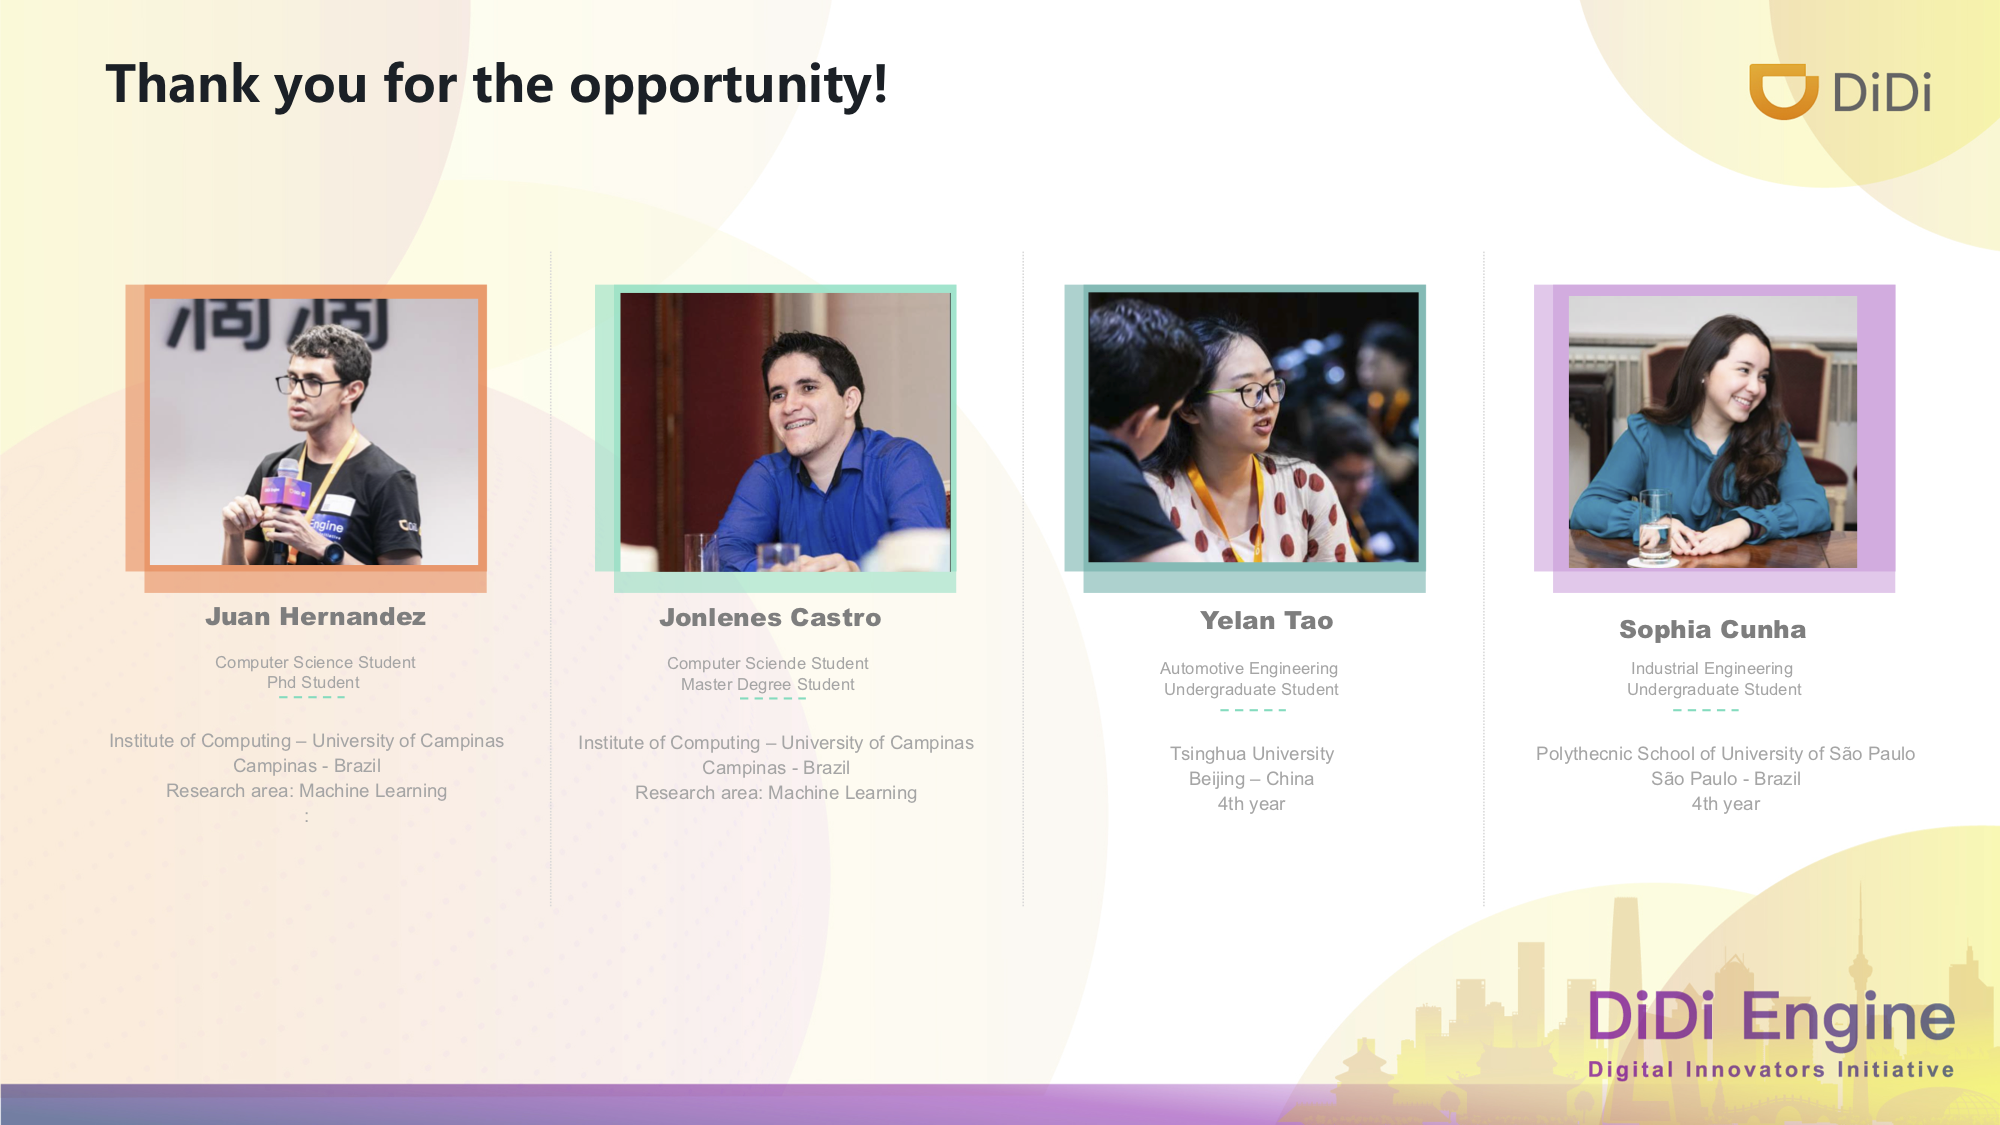 Thank you for the opportunity!
DiDi
滴滴
Engine
Juan Hernandez
Computer Science Student
Phd Student
Institute of Computing – University of Campinas
Campinas - Brazil
Research area: Machine Learning
:
Jonlenes Castro
Computer Sciende Student
Master Degree Student
Institute of Computing – University of Campinas
Campinas - Brazil
Research area: Machine Learning
Yelan Tao
Automotive Engineering
Undergraduate Student
Tsinghua University
Beijing – China
4th year
Sophia Cunha
Industrial Engineering
Undergraduate Student
Polythecnic School of University of São Paulo
São Paulo - Brazil
4th year
DiDi Engine
Digital Innovators Initiative